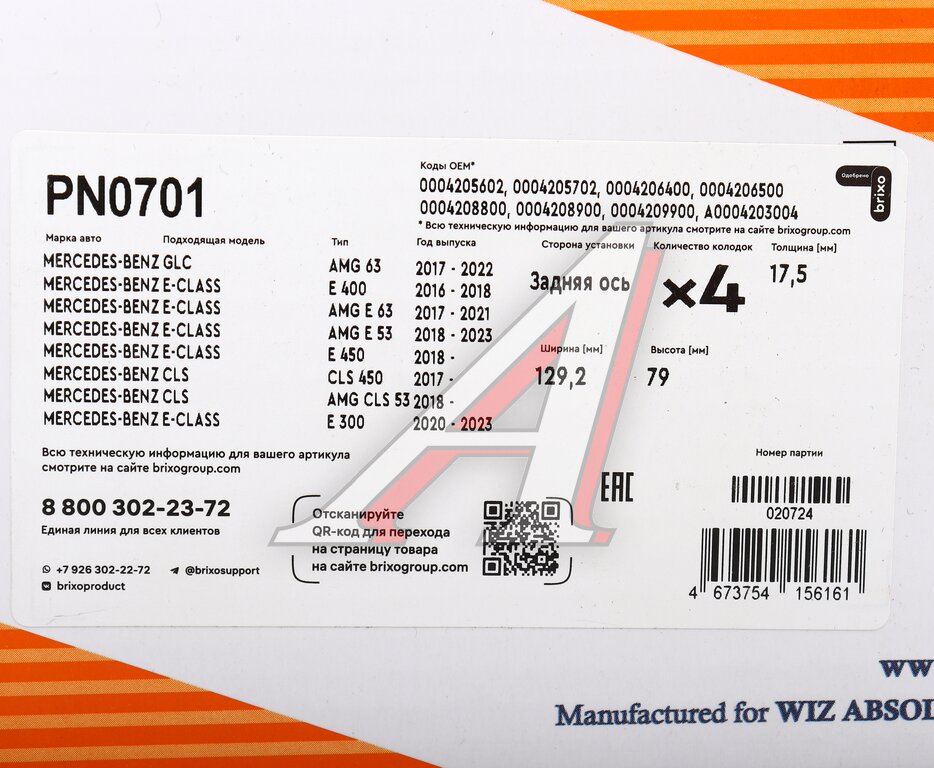 PN0701
Коды OEM*
0004205602, 0004205702, 0004206400, 0004206500
0004208800, 0004208900, 0004209900, A0004203004
* Всю техническую информацию для вашего артикула смотрите на сайте brixogroup.com
Одобрено brixo
Марка авто Подходящая модель Тип Год выпуска Сторона установки Количество колодок Толщина [мм]
MERCEDES-BENZ GLC AMG 63 2017 - 2022
MERCEDES-BENZ E-CLASS E 400 2016 - 2018
MERCEDES-BENZ E-CLASS AMG E 63 2017 - 2021
MERCEDES-BENZ E-CLASS AMG E 53 2018 - 2023
MERCEDES-BENZ E-CLASS E 450 2018 -
MERCEDES-BENZ CLS CLS 450 2017 -
MERCEDES-BENZ CLS AMG CLS 53 2018 -
MERCEDES-BENZ E-CLASS E 300 2020 - 2023
Задняя ось ×4 17,5
Ширина [мм] Высота [мм]
129,2 79
Всю техническую информацию для вашего артикула
смотрите на сайте brixogroup.com
8 800 302-23-72
Единая линия для всех клиентов
+7 926 302-22-72 @brixosupport
brixoproduct
Отсканируйте
QR-код для перехода
на страницу товара
на сайте brixogroup.com
EAC
Номер партии
020724
4 673754 156161
ww
Manufactured for WIZ ABSOL